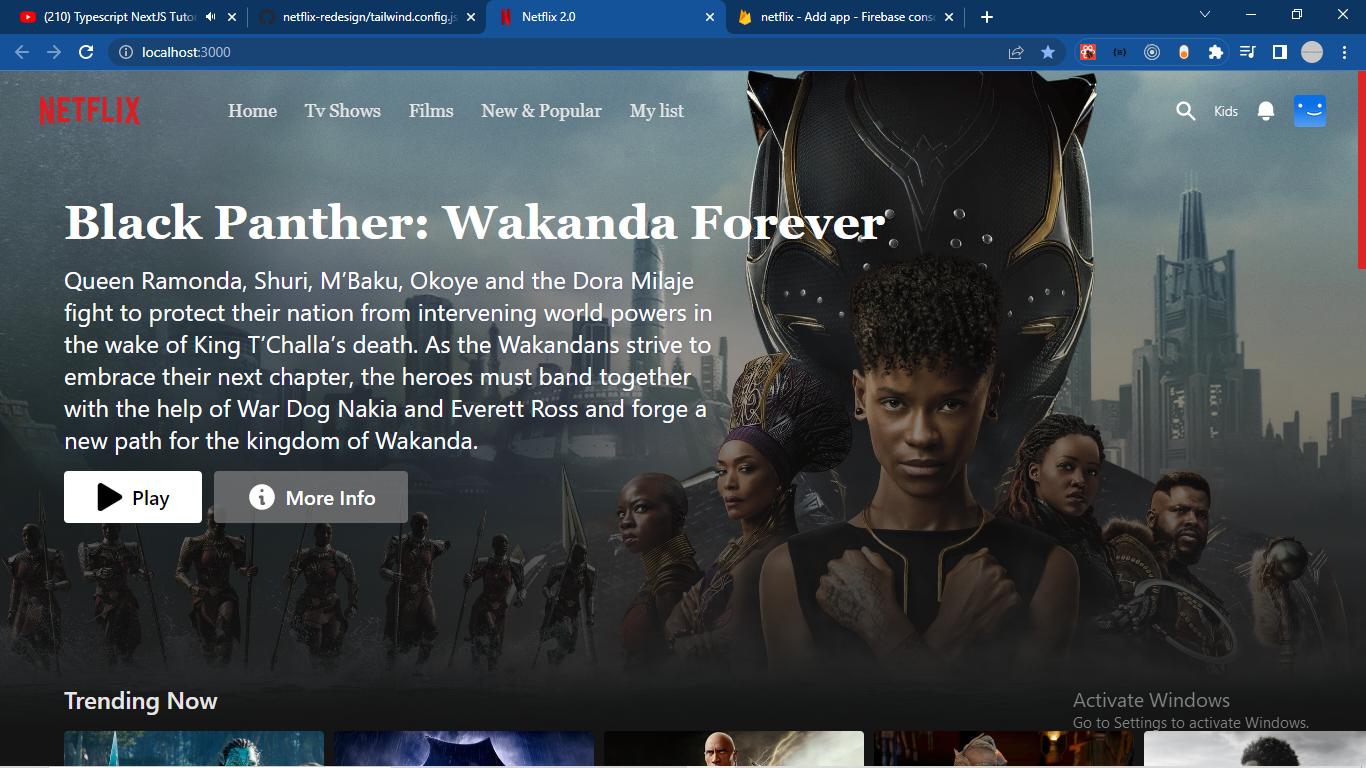 (210) Typescript NextJS Tuto
netflix-redesign/tailwind.config.js
Netflix 2.0
netflix - Add app - Firebase cons
localhost:3000
NETFLIX
Home
Tv Shows
Films
New & Popular
My list
Kids
Black Panther: Wakanda Forever
Queen Ramonda, Shuri, M’Baku, Okoye and the Dora Milaje
fight to protect their nation from intervening world powers in
the wake of King T’Challa’s death. As the Wakandans strive to
embrace their next chapter, the heroes must band together
with the help of War Dog Nakia and Everett Ross and forge a
new path for the kingdom of Wakanda.
Play
More Info
Trending Now
Activate Windows
Go to Settings to activate Windows.